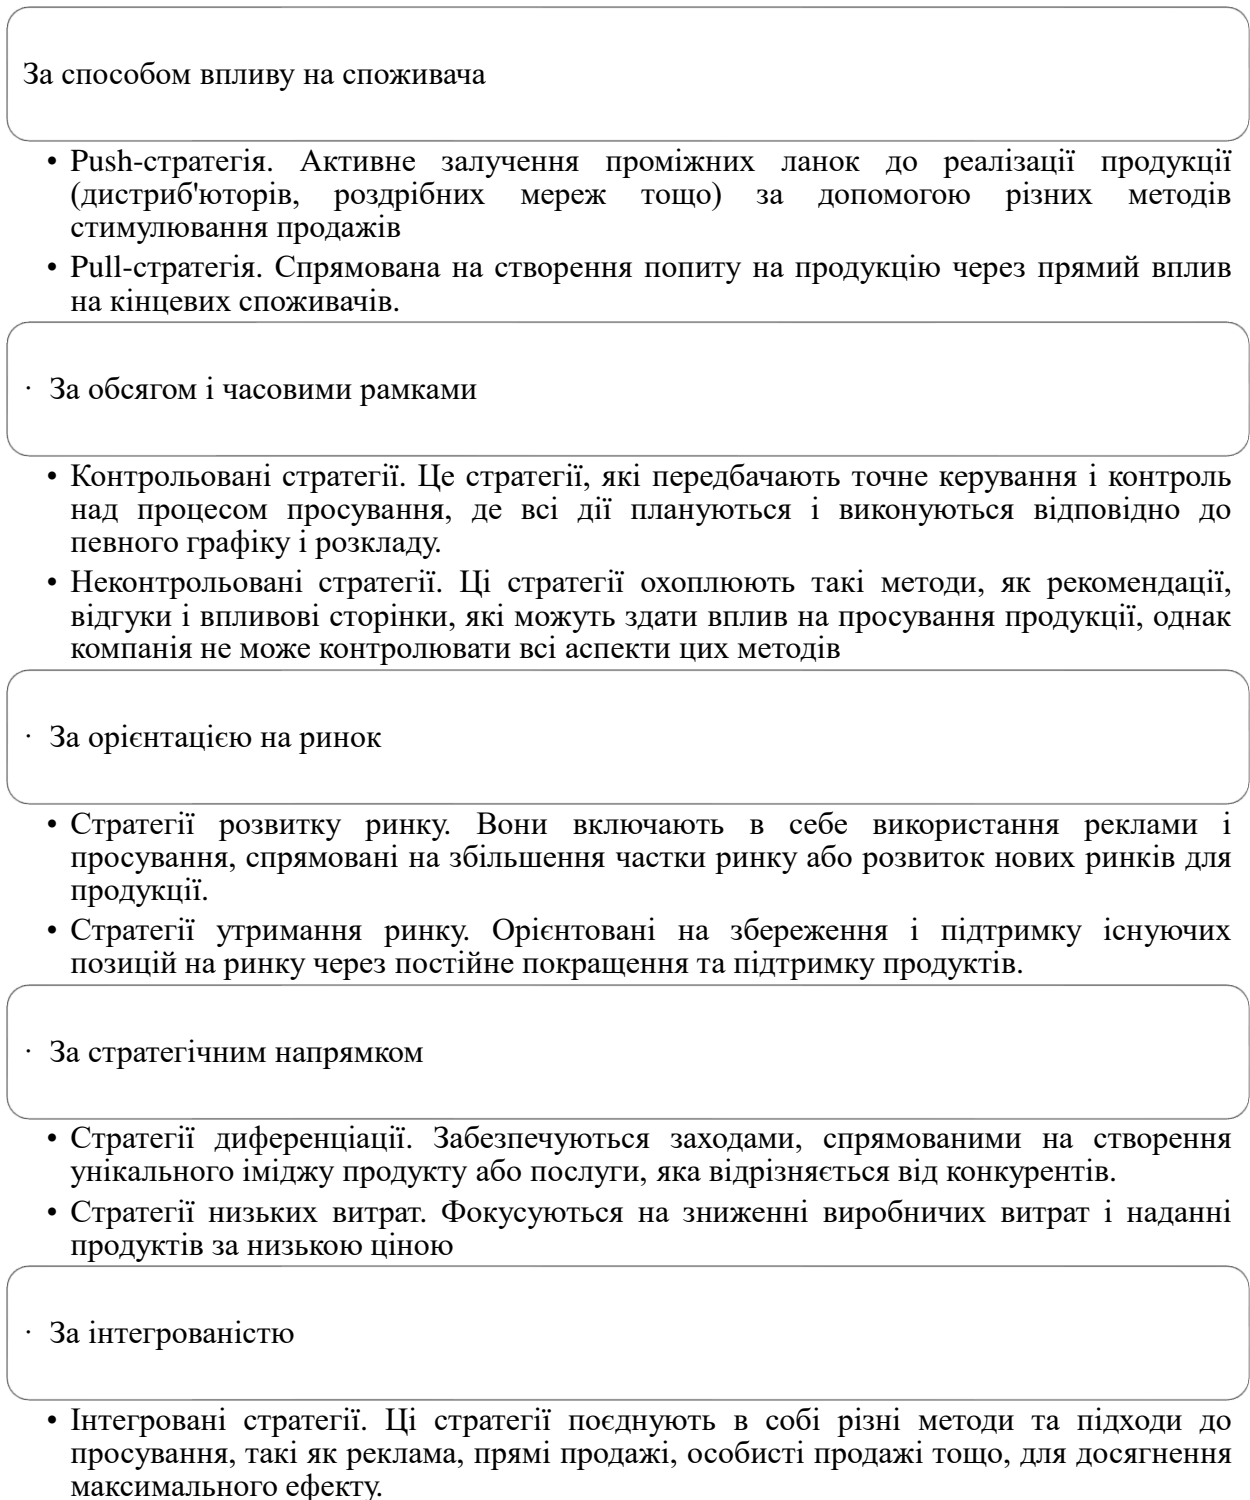 За способом впливу на споживача
• Push-стратегія. Активне залучення проміжних ланок до реалізації продукції
(дистриб'юторів, роздрібних мереж тощо) за допомогою різних методів
стимулювання продажів
• Pull-стратегія. Спрямована на створення попиту на продукцію через прямий вплив
на кінцевих споживачів.
· За обсягом і часовими рамками
• Контрольовані стратегії. Це стратегії, які передбачають точне керування і контроль
над процесом просування, де всі дії плануються і виконуються відповідно до
певного графіку і розкладу.
• Неконтрольовані стратегії. Ці стратегії охоплюють такі методи, як рекомендації,
відгуки і впливові сторінки, які можуть здати вплив на просування продукції, однак
компанія не може контролювати всі аспекти цих методів
· За орієнтацією на ринок
• Стратегії розвитку ринку. Вони включають в себе використання реклами і
просування, спрямовані на збільшення частки ринку або розвиток нових ринків для
продукції.
• Стратегії утримання ринку. Орієнтовані на збереження і підтримку існуючих
позицій на ринку через постійне покращення та підтримку продуктів.
· За стратегічним напрямком
• Стратегії диференціації. Забезпечуються заходами, спрямованими на створення
унікального іміджу продукту або послуги, яка відрізняється від конкурентів.
• Стратегії низьких витрат. Фокусуються на зниженні виробничих витрат і наданні
продуктів за низькою ціною
· За інтегрованістю
• Інтегровані стратегії. Ці стратегії поєднують в собі різні методи та підходи до
просування, такі як реклама, прямі продажі, особисті продажі тощо, для досягнення
максимального ефекту.